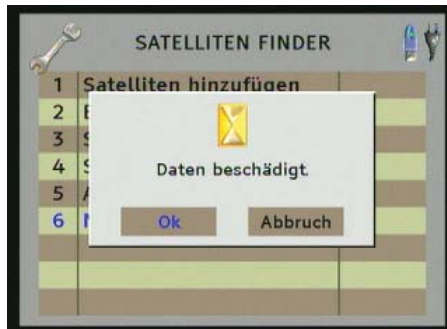 SATELLITEN FINDER
1 Satelliten hinzufügen
2
3
4
5
6
Daten beschädigt.
Ok Abbruch